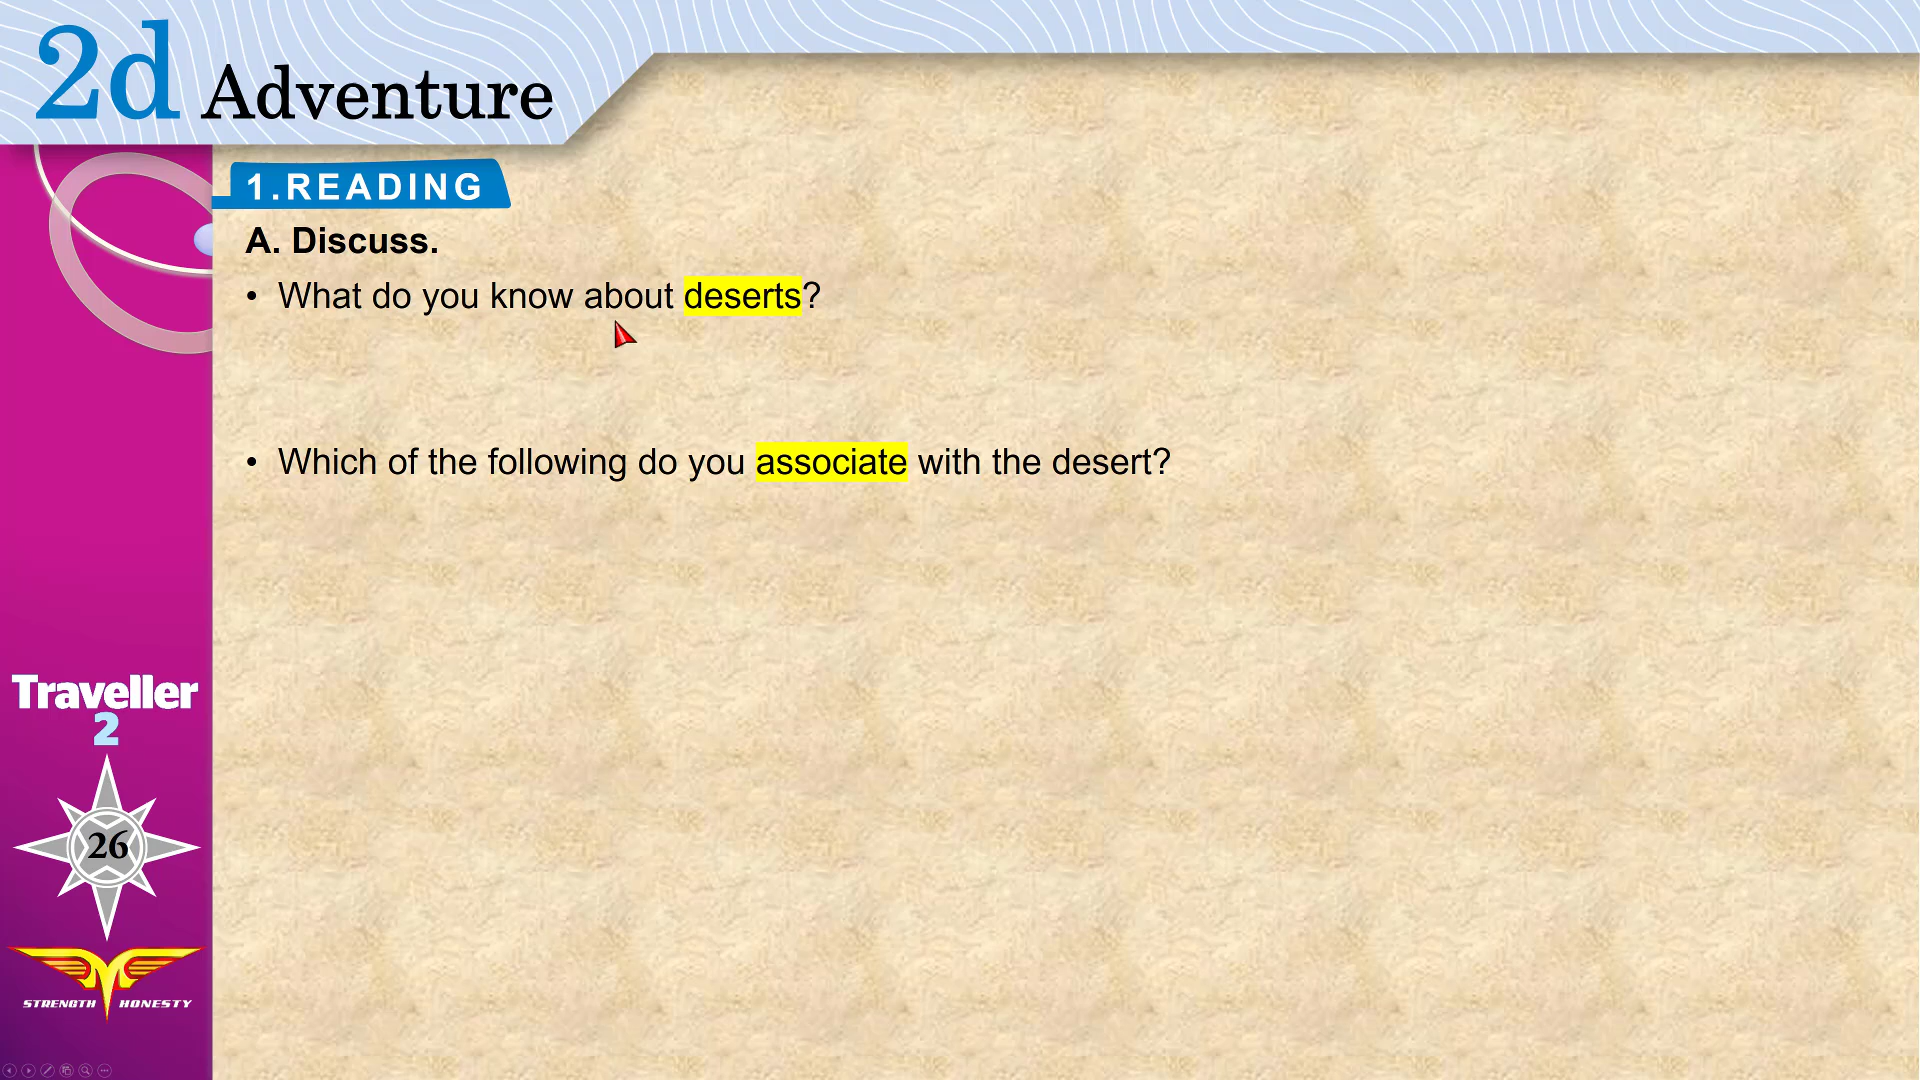 2d Adventure
1.READING
A. Discuss.
• What do you know about deserts?
• Which of the following do you associate with the desert?
Traveller
2
26
STRENGTH HONESTY